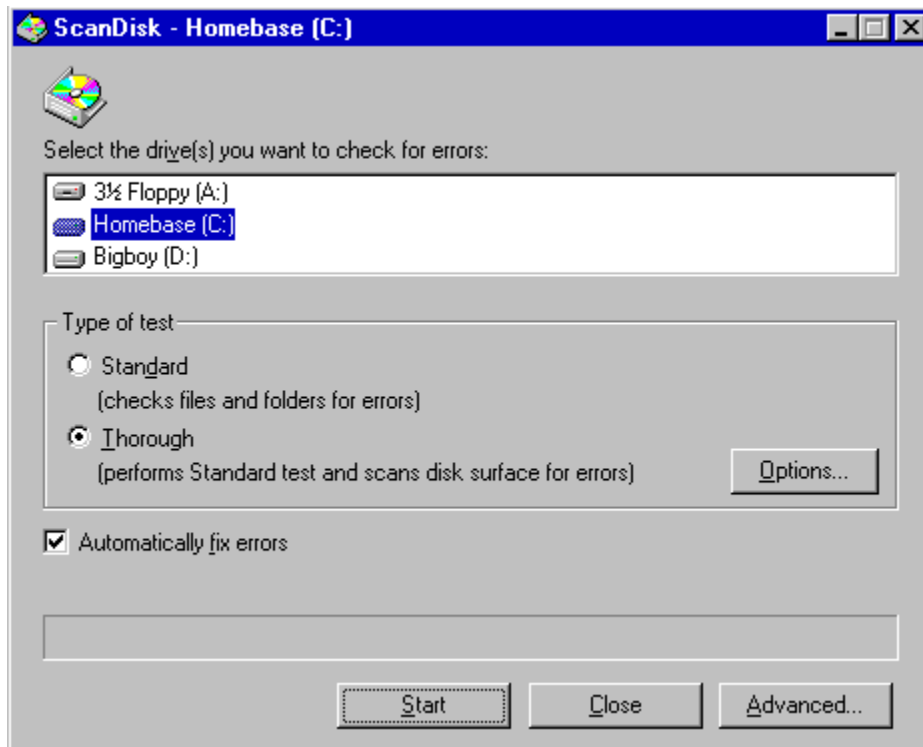 ScanDisk - Homebase (C:)
Select the drive(s) you want to check for errors:
3½ Floppy (A:)
Homebase (C:)
Bigboy (D:)
Type of test
Standard
(checks files and folders for errors)
Thorough
(performs Standard test and scans disk surface for errors)
Options...
Automatically fix errors
Start
Close
Advanced...